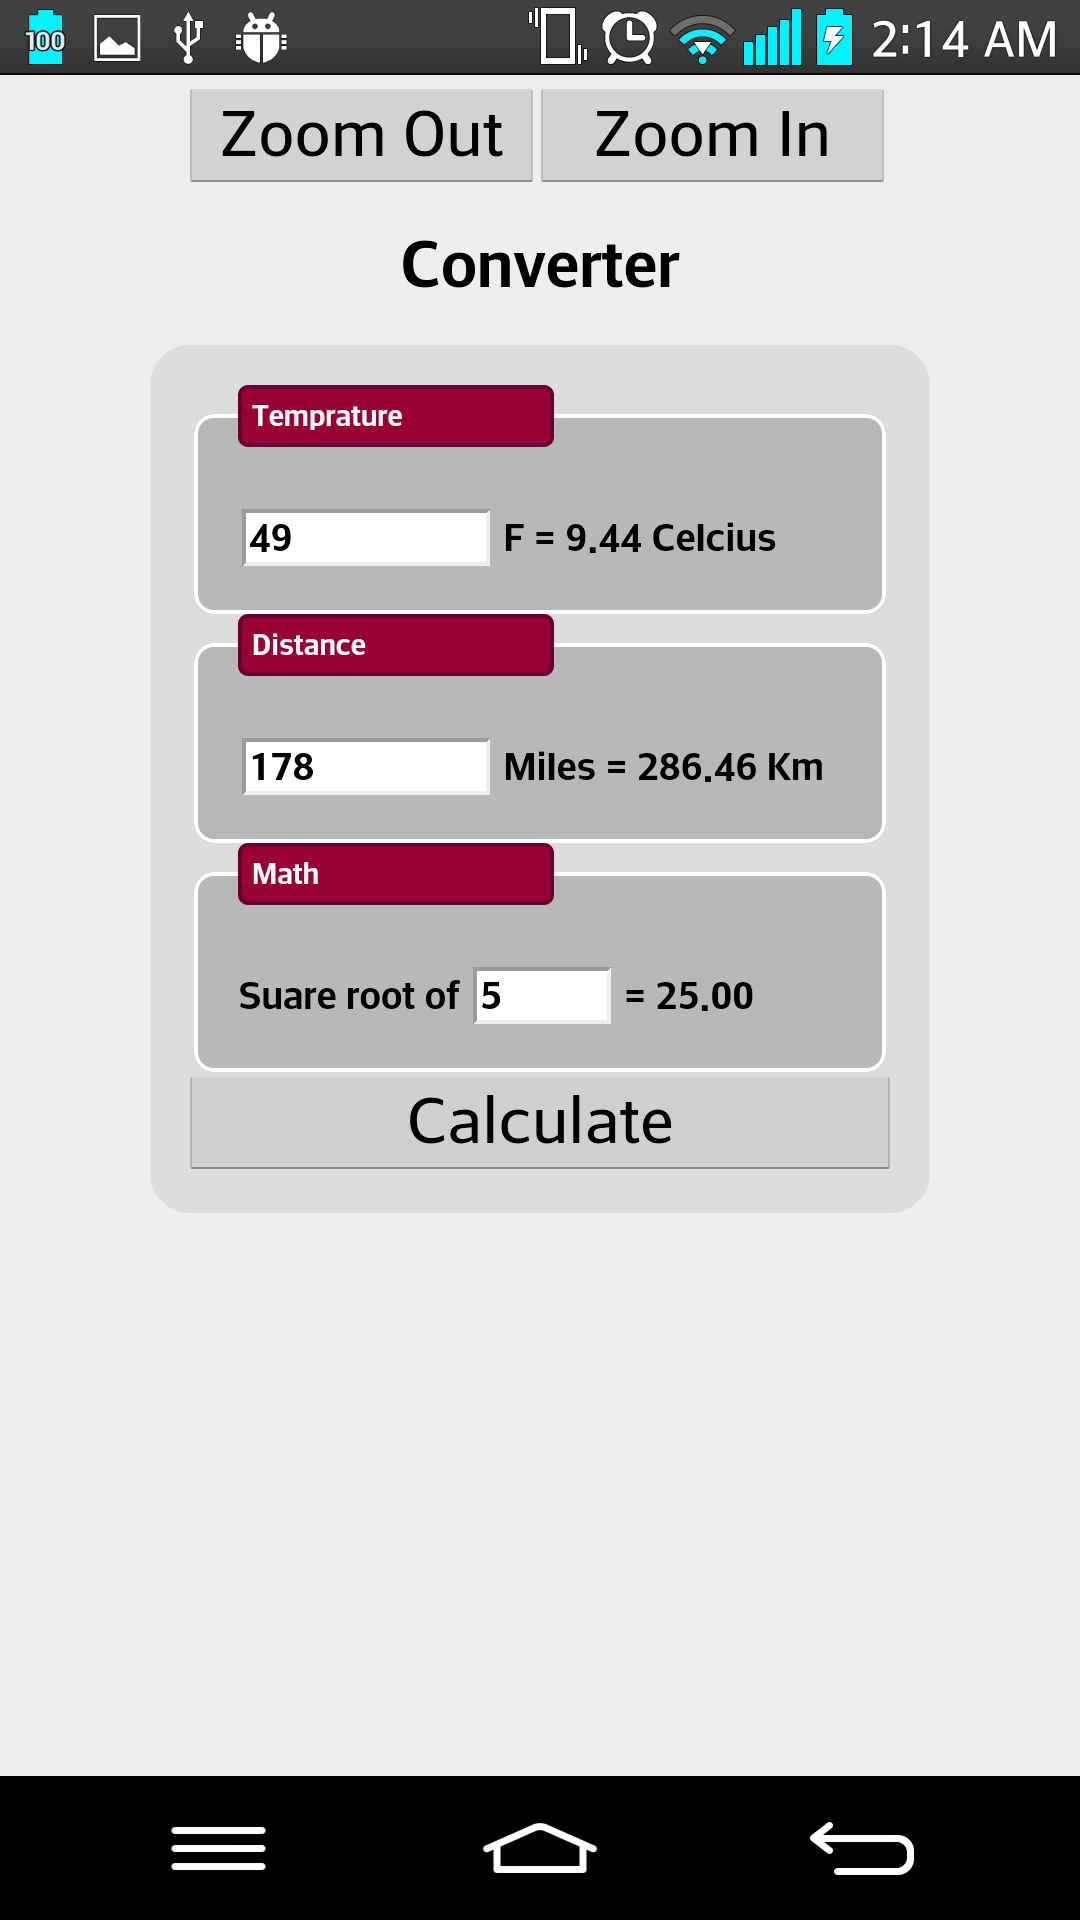 100 2:14 AM
Zoom Out Zoom In
Converter
Temprature
49 F = 9.44 Celcius
Distance
178 Miles = 286.46 Km
Math
Suare root of 5 = 25.00
Calculate